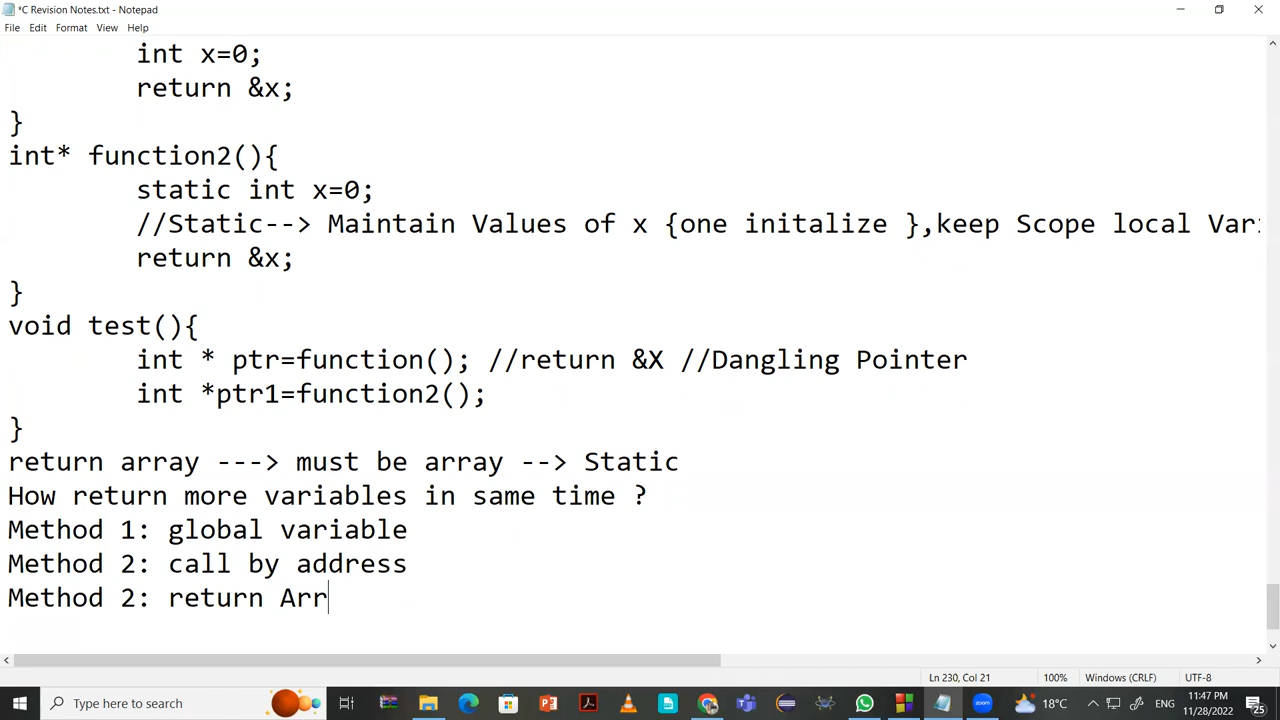 *C Revision Notes.txt - Notepad
File Edit Format View Help
int x=0;
return &x;
}
int* function2(){
static int x=0;
//Static--> Maintain Values of x {one initalize },keep Scope local Vari
return &x;
}
void test(){
int * ptr=function(); //return &X //Dangling Pointer
int *ptr1=function2();
}
return array ---> must be array --> Static
How return more variables in same time ?
Method 1: global variable
Method 2: call by address
Method 2: return Arr
Ln 230, Col 21 100% Windows (CRLF) UTF-8
Type here to search
18°C ENG 11:47 PM 11/28/2022 25